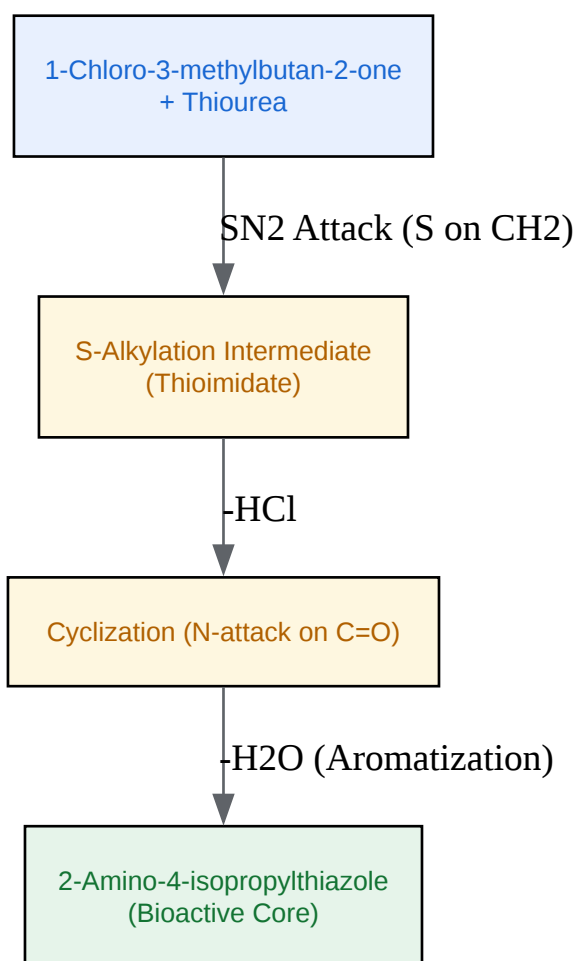 1-Chloro-3-methylbutan-2-one
+ Thiourea
SN2 Attack (S on CH2)
S-Alkylation Intermediate
(Thioimidate)
-HCl
Cyclization (N-attack on C=O)
-H2O (Aromatization)
2-Amino-4-isopropylthiazole
(Bioactive Core)